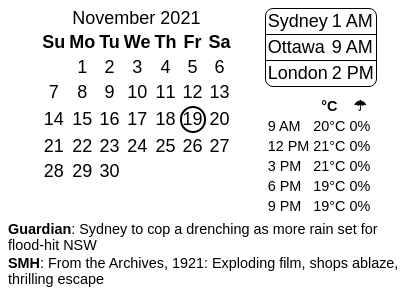 November 2021
Su Mo Tu We Th Fr Sa
1 2 3 4 5 6
7 8 9 10 11 12 13
14 15 16 17 18 19 20
21 22 23 24 25 26 27
28 29 30
Sydney 1 AM
Ottawa 9 AM
London 2 PM
°C ☂
9 AM 20°C 0%
12 PM 21°C 0%
3 PM 21°C 0%
6 PM 19°C 0%
9 PM 19°C 0%
Guardian: Sydney to cop a drenching as more rain set for
flood-hit NSW
SMH: From the Archives, 1921: Exploding film, shops ablaze,
thrilling escape